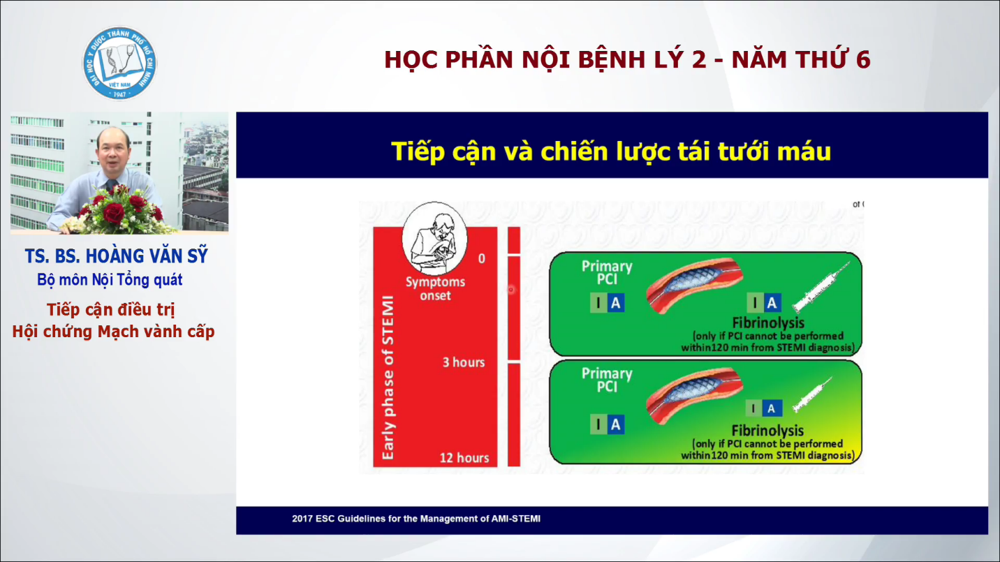 ĐẠI HỌC Y DƯỢC THÀNH PHỐ HỒ CHÍ MINH
VIỆT NAM
1947
HỌC PHẦN NỘI BỆNH LÝ 2 - NĂM THỨ 6
TS. BS. HOÀNG VĂN SỸ
Bộ môn Nội Tổng quát
Tiếp cận điều trị
Hội chứng Mạch vành cấp
Tiếp cận và chiến lược tái tưới máu
Early phase of STEMI
Symptoms
onset
0
3 hours
12 hours
Primary
PCI
I A
I A
Fibrinolysis
(only if PCI cannot be performed
within120 min from STEMI diagnosis)
Primary
PCI
I A
I A
Fibrinolysis
(only if PCI cannot be performed
within120 min from STEMI diagnosis)
2017 ESC Guidelines for the Management of AMI-STEMI